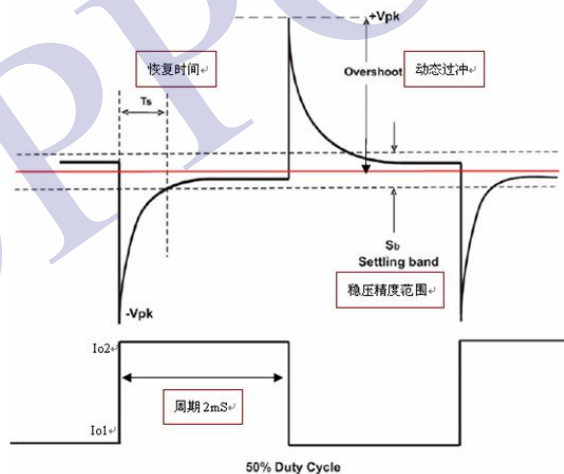 +Vpk
恢复时间
Overshoot
动态过冲
Ts
Sb
Settling band
稳压精度范围
-Vpk
Io2
周期 2mS
Io1
50% Duty Cycle